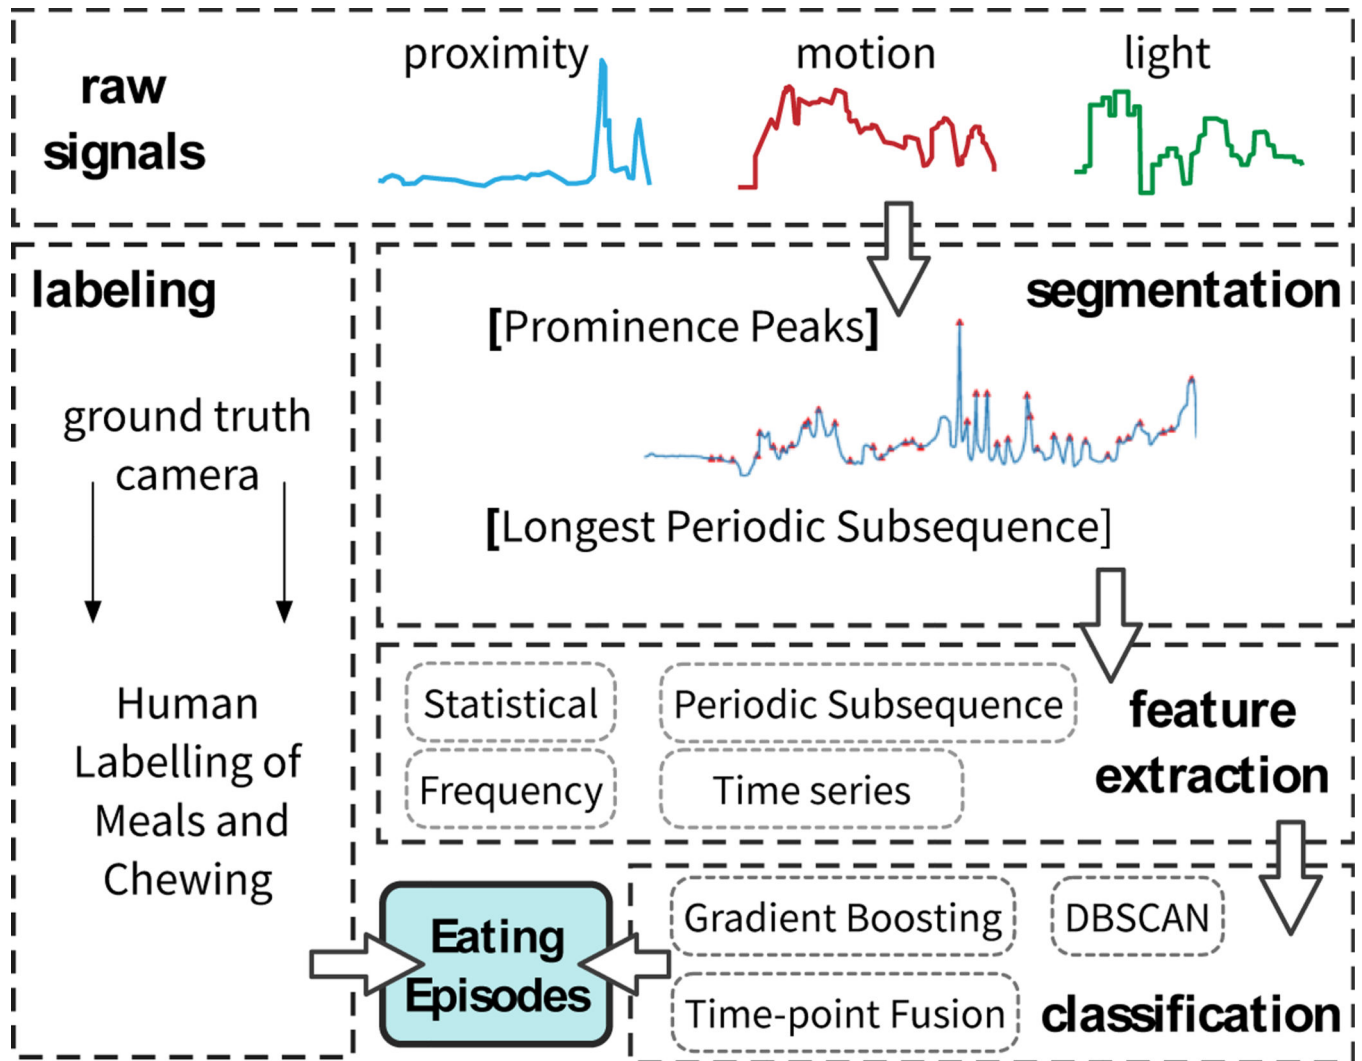 raw
signals
proximity
motion
light
labeling
ground truth
camera
Human
Labelling of
Meals and
Chewing
segmentation
[Prominence Peaks]
[Longest Periodic Subsequence]
Statistical
Periodic Subsequence
Frequency
Time series
feature
extraction
Eating
Episodes
Gradient Boosting
DBSCAN
Time-point Fusion
classification